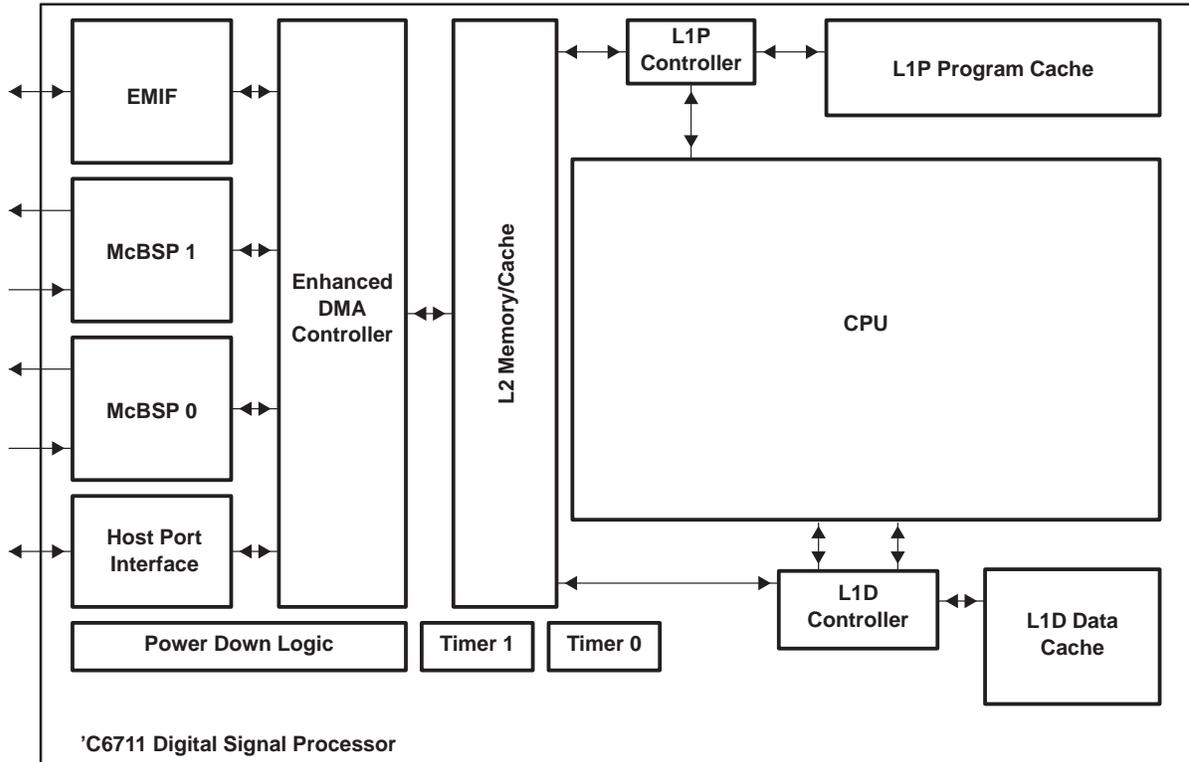 EMIF
McBSP 1
McBSP 0
Host Port
Interface
Enhanced
DMA
Controller
L2 Memory/Cache
L1P
Controller
L1P Program Cache
CPU
L1D
Controller
L1D Data
Cache
Power Down Logic
Timer 1
Timer 0
’C6711 Digital Signal Processor